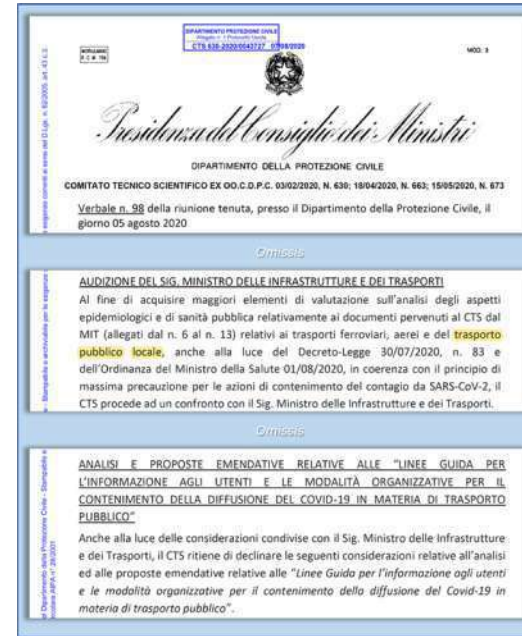 DIPARTIMENTO PROTEZIONE CIVILE
CTS 630-2020/0043727 07/08/2020
MODULARIO
P. C. M. 194
MOD. 3
Presidenza del Consiglio dei Ministri
DIPARTIMENTO DELLA PROTEZIONE CIVILE
COMITATO TECNICO SCIENTIFICO EX OO.C.D.P.C. 03/02/2020, N. 630; 18/04/2020, N. 663; 15/05/2020, N. 673
Verbale n. 98 della riunione tenuta, presso il Dipartimento della Protezione Civile, il
giorno 05 agosto 2020
Omissis
AUDIZIONE DEL SIG. MINISTRO DELLE INFRASTRUTTURE E DEI TRASPORTI
Al fine di acquisire maggiori elementi di valutazione sull'analisi degli aspetti
epidemiologici e di sanità pubblica relativamente ai documenti pervenuti al CTS dal
MIT (allegati dal n. 6 al n. 13) relativi ai trasporti ferroviari, aerei e del trasporto
pubblico locale, anche alla luce del Decreto-Legge 30/07/2020, n. 83 e
dell'Ordinanza del Ministro della Salute 01/08/2020, in coerenza con il principio di
massima precauzione per le azioni di contenimento del contagio da SARS-CoV-2, il
CTS procede ad un confronto con il Sig. Ministro delle Infrastrutture e dei Trasporti.
Omissis
ANALISI E PROPOSTE EMENDATIVE RELATIVE ALLE "LINEE GUIDA PER
L'INFORMAZIONE AGLI UTENTI E LE MODALITÀ ORGANIZZATIVE PER IL
CONTENIMENTO DELLA DIFFUSIONE DEL COVID-19 IN MATERIA DI TRASPORTO
PUBBLICO"
Anche alla luce delle considerazioni condivise con il Sig. Ministro delle Infrastrutture
e dei Trasporti, il CTS ritiene di declinare le seguenti considerazioni relative all'analisi
ed alle proposte emendative relative alle "Linee Guida per l'informazione agli utenti
e le modalità organizzative per il contenimento della diffusione del Covid-19 in
materia di trasporto pubblico".